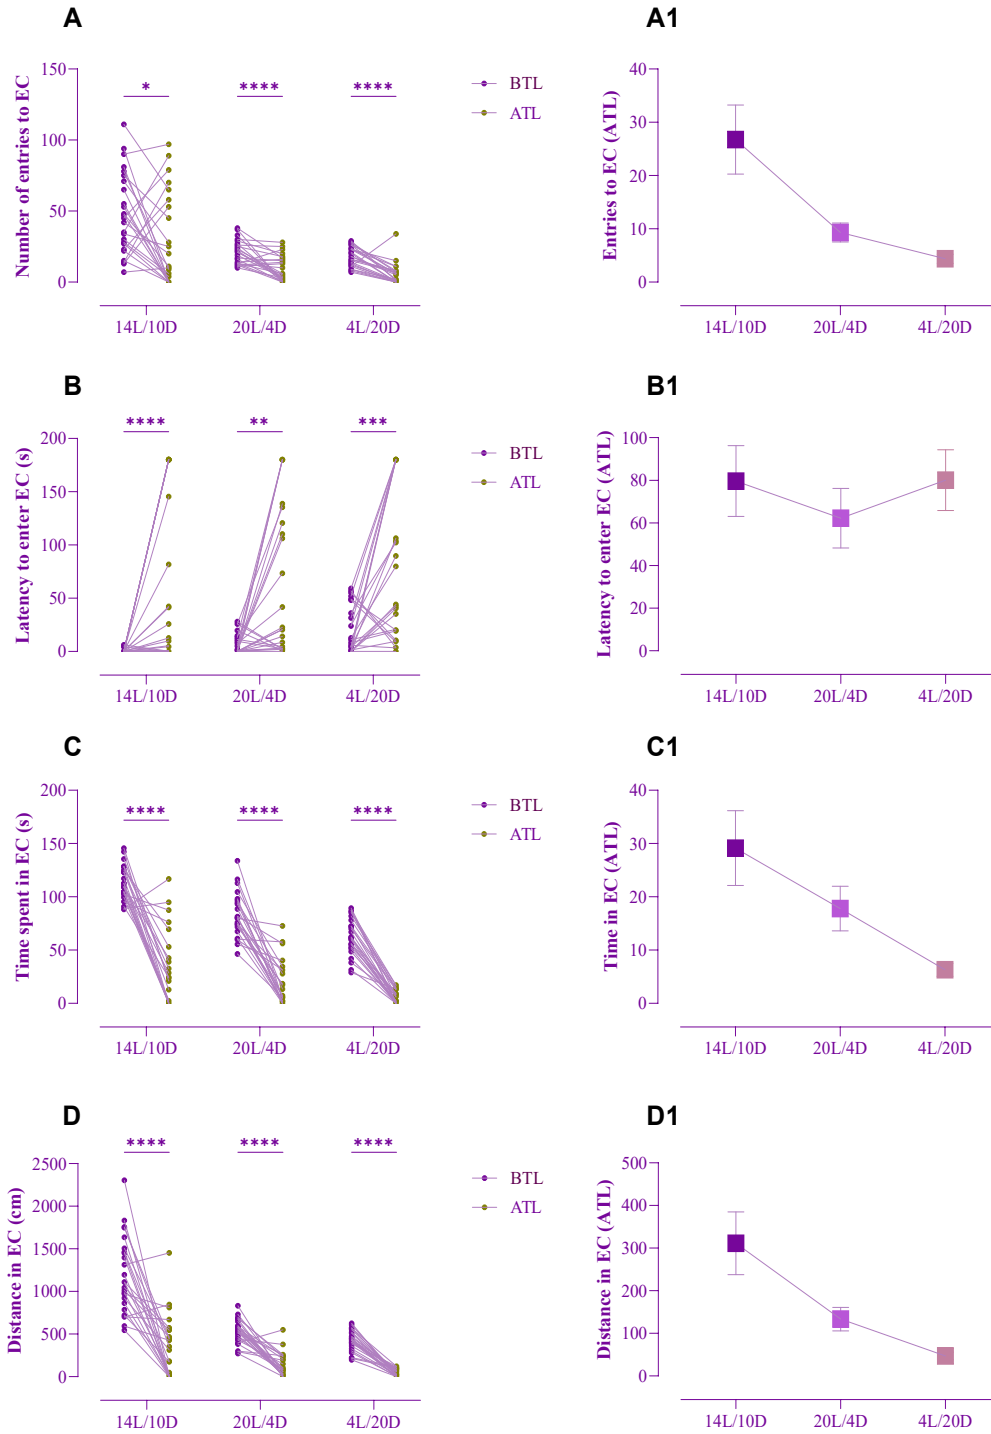 A
Number of entries to EC
150
100
50
0
*
****
****
14L/10D
20L/4D
4L/20D
BTL
ATL
A1
Entries to EC (ATL)
40
30
20
10
0
14L/10D
20L/4D
4L/20D
B
Latency to enter EC (s)
200
150
100
50
0
****
**
***
14L/10D
20L/4D
4L/20D
BTL
ATL
B1
Latency to enter EC (ATL)
100
80
60
40
20
0
14L/10D
20L/4D
4L/20D
C
Time spent in EC (s)
200
150
100
50
0
****
****
****
14L/10D
20L/4D
4L/20D
BTL
ATL
C1
Time in EC (ATL)
40
30
20
10
0
14L/10D
20L/4D
4L/20D
D
Distance in EC (cm)
2500
2000
1500
1000
500
0
****
****
****
14L/10D
20L/4D
4L/20D
BTL
ATL
D1
Distance in EC (ATL)
500
400
300
200
100
0
14L/10D
20L/4D
4L/20D